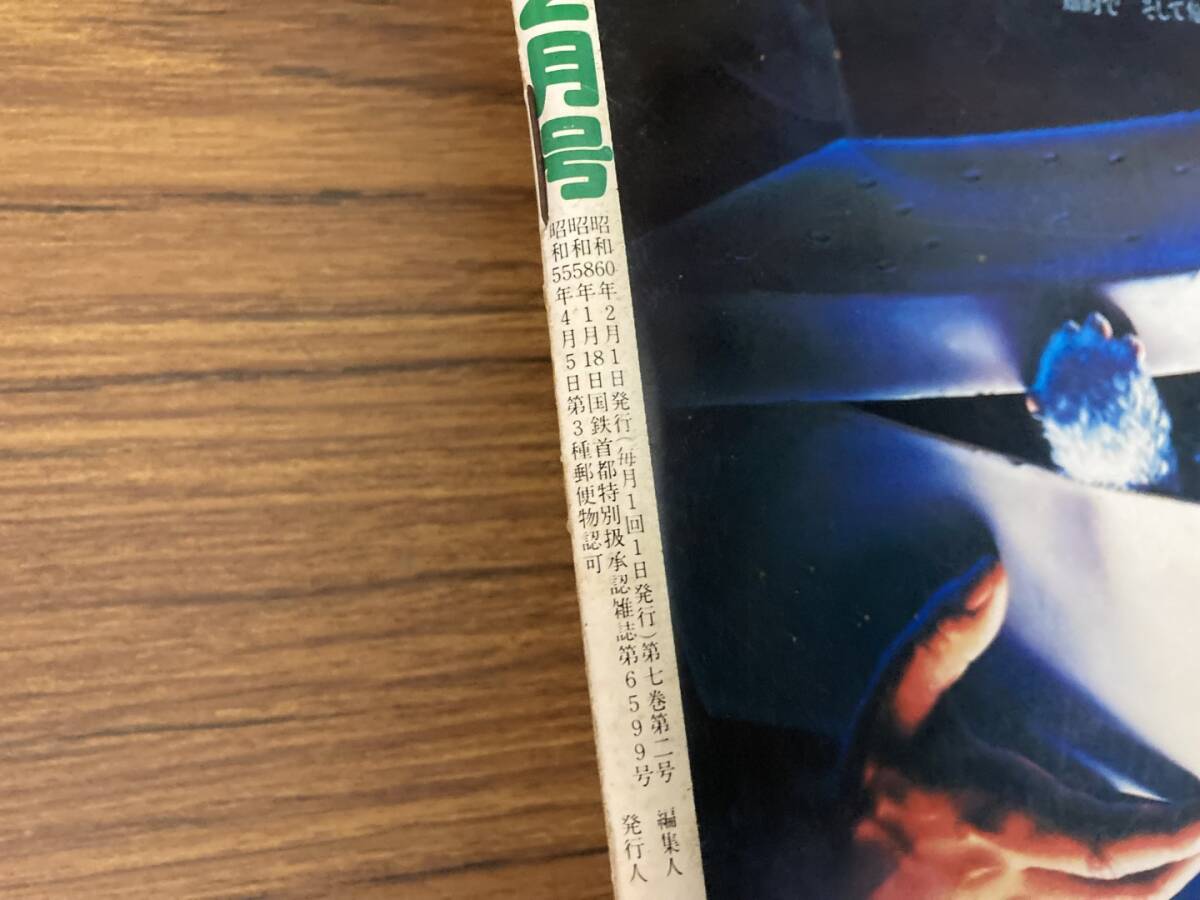 2月号
昭和60年2月1日発行(毎月1回1日発行)第七巻第二号 編集人
昭和58年1月18日国鉄首都特別扱承認雑誌第6599号 発行人
昭和55年4月5日第3種郵便物認可